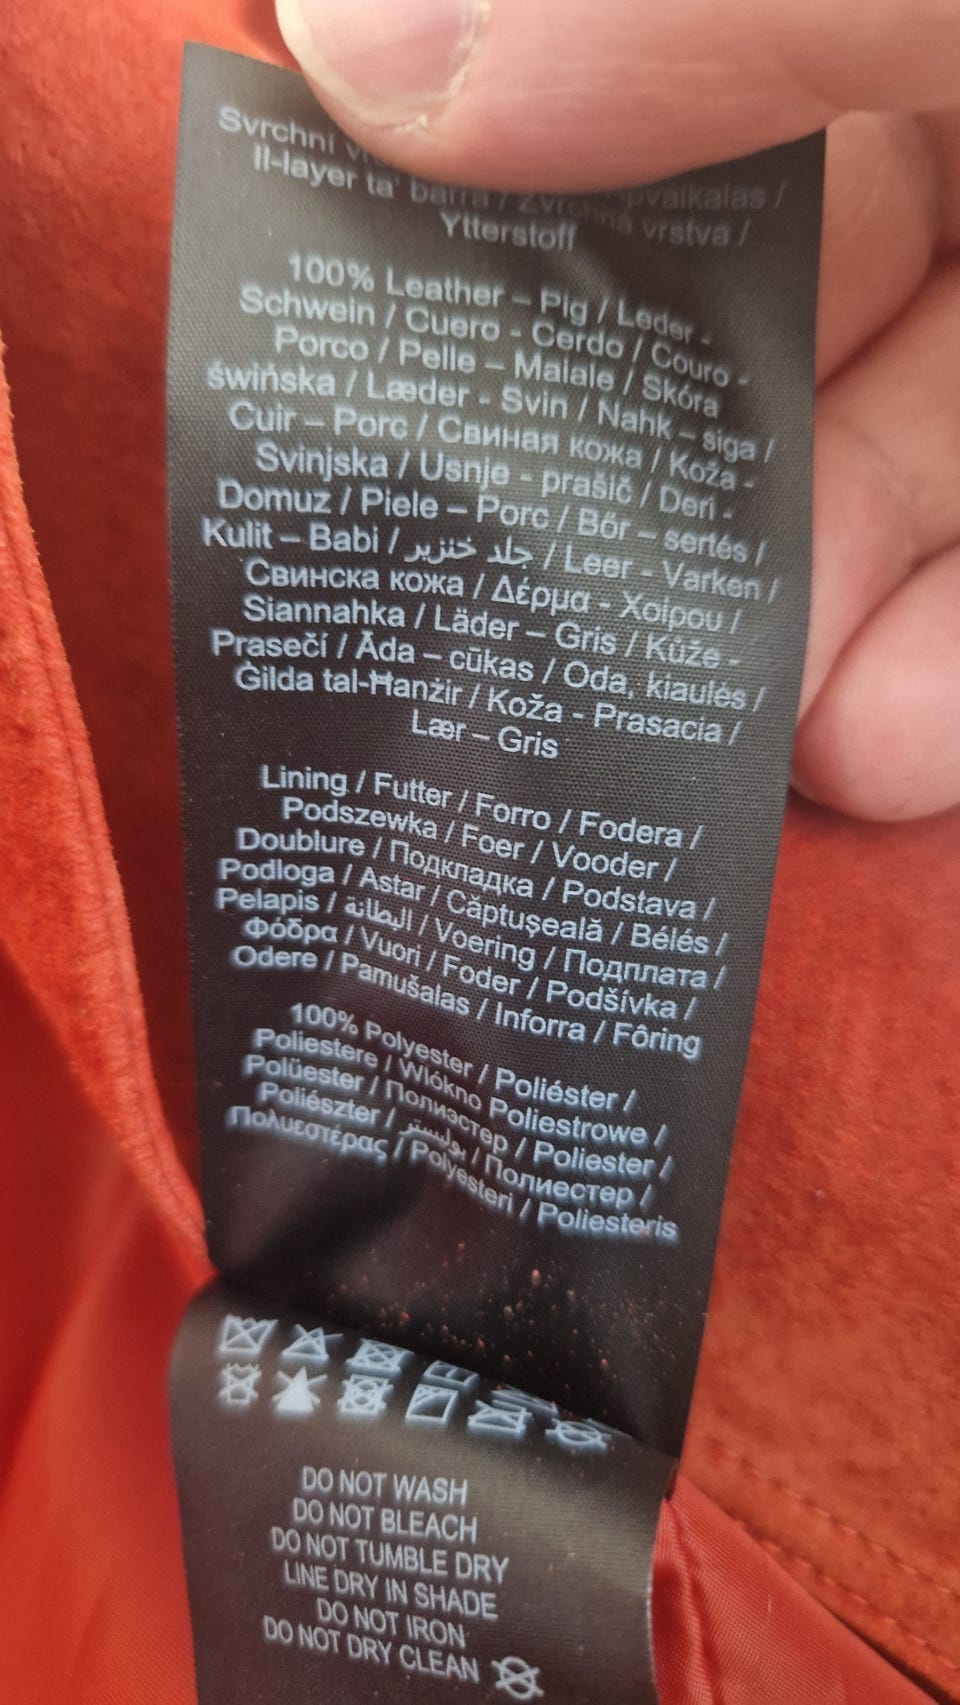 Svrchní
Il-layer ta' barra / Zvrchná vrstva /
Ytterstoff
100% Leather – Pig / Leder -
Schwein / Cuero - Cerdo / Couro -
Porco / Pelle – Maiale / Skóra
świńska / Læder - Svin / Nahk – siga /
Cuir – Porc / Свиная кожа / Koža -
Svinjska / Usnje - prašič / Deri -
Domuz / Piele – Porc / Bőr – sertés /
Kulit – Babi / جلد خنزير / Leer - Varken /
Свинска кожа / Δέρμα - Χοίρου /
Siannahka / Läder – Gris / Kůže -
Prasečí / Āda – cūkas / Oda, kiaulės /
Ġilda tal-Ħanżir / Koža - Prasacia /
Lær – Gris
Lining / Futter / Forro / Fodera /
Podszewka / Foer / Vooder /
Doublure / Подкладка / Podstava /
Podloga / Astar / Căptușeală / Bélés /
Pelapis / البطانة / Voering / Подплата /
Φόδρα / Vuori / Foder / Podšívka /
Odere / Pamušalas / Inforra / Fôring
100% Polyester / Poliéster /
Poliestere / Wlókno Poliestrowe /
Polüester / Полиэстер / Poliester /
Poliészter / بوليستر / Полиестер /
Πολυεστέρας / Polyesteri / Poliesteris
DO NOT WASH
DO NOT BLEACH
DO NOT TUMBLE DRY
LINE DRY IN SHADE
DO NOT IRON
DO NOT DRY CLEAN